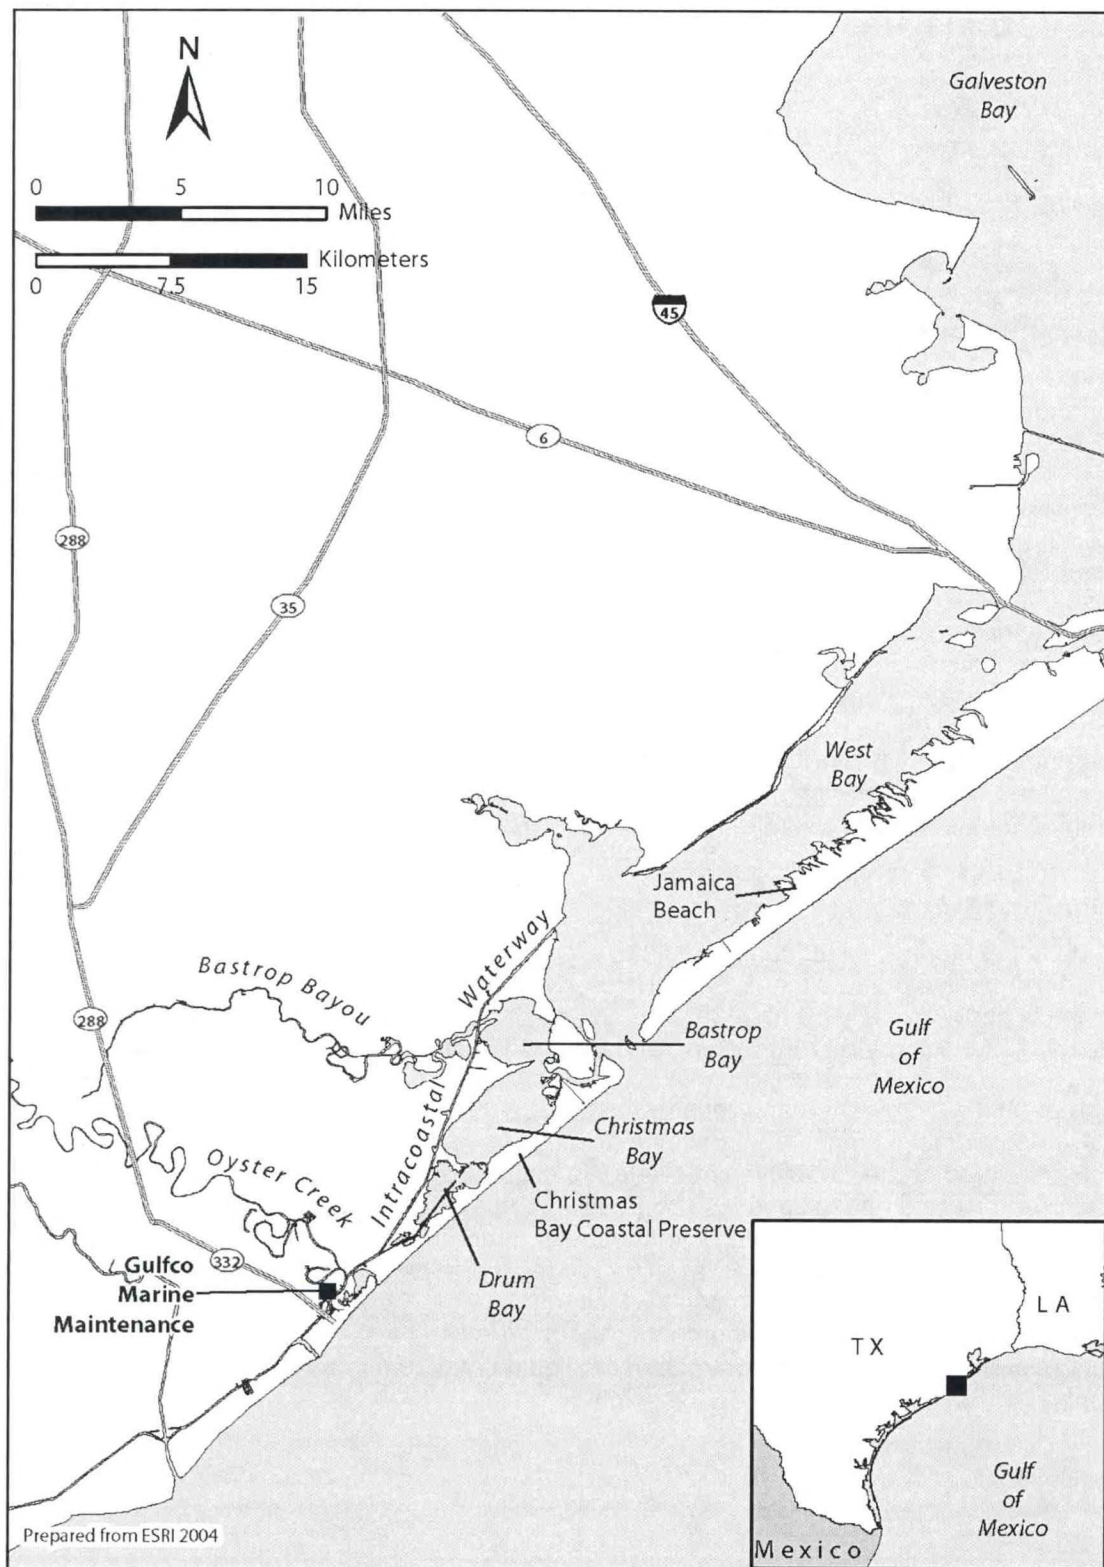 Galveston
Bay
N
0 5 10
Miles
Kilometers
0 7.5 15
45
6
288
35
West
Bay
Jamaica
Beach
Waterway
Bastrop Bayou
288
Bastrop
Bay
Gulf
of
Mexico
Intracoastal
Christmas
Bay
Oyster Creek
Christmas
Bay Coastal Preserve
332
Gulfco
Marine
Maintenance
Drum
Bay
TX
LA
Gulf
of
Mexico
Mexico
Prepared from ESRI 2004